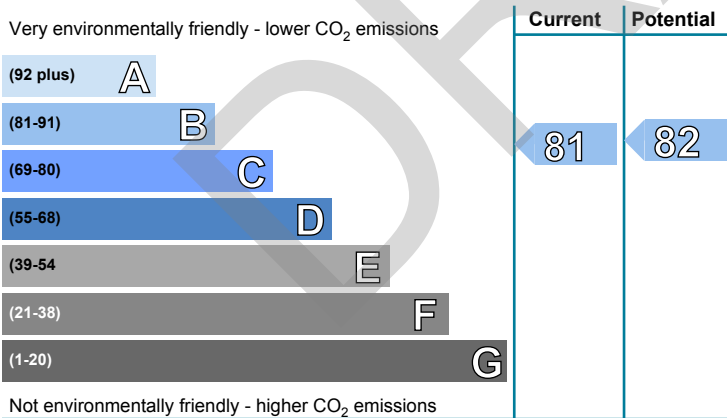 Very environmentally friendly - lower CO2 emissions
Current
Potential
(92 plus) A
(81-91) B
(69-80) C
(55-68) D
(39-54 E
(21-38) F
(1-20) G
81
82
Not environmentally friendly - higher CO2 emissions